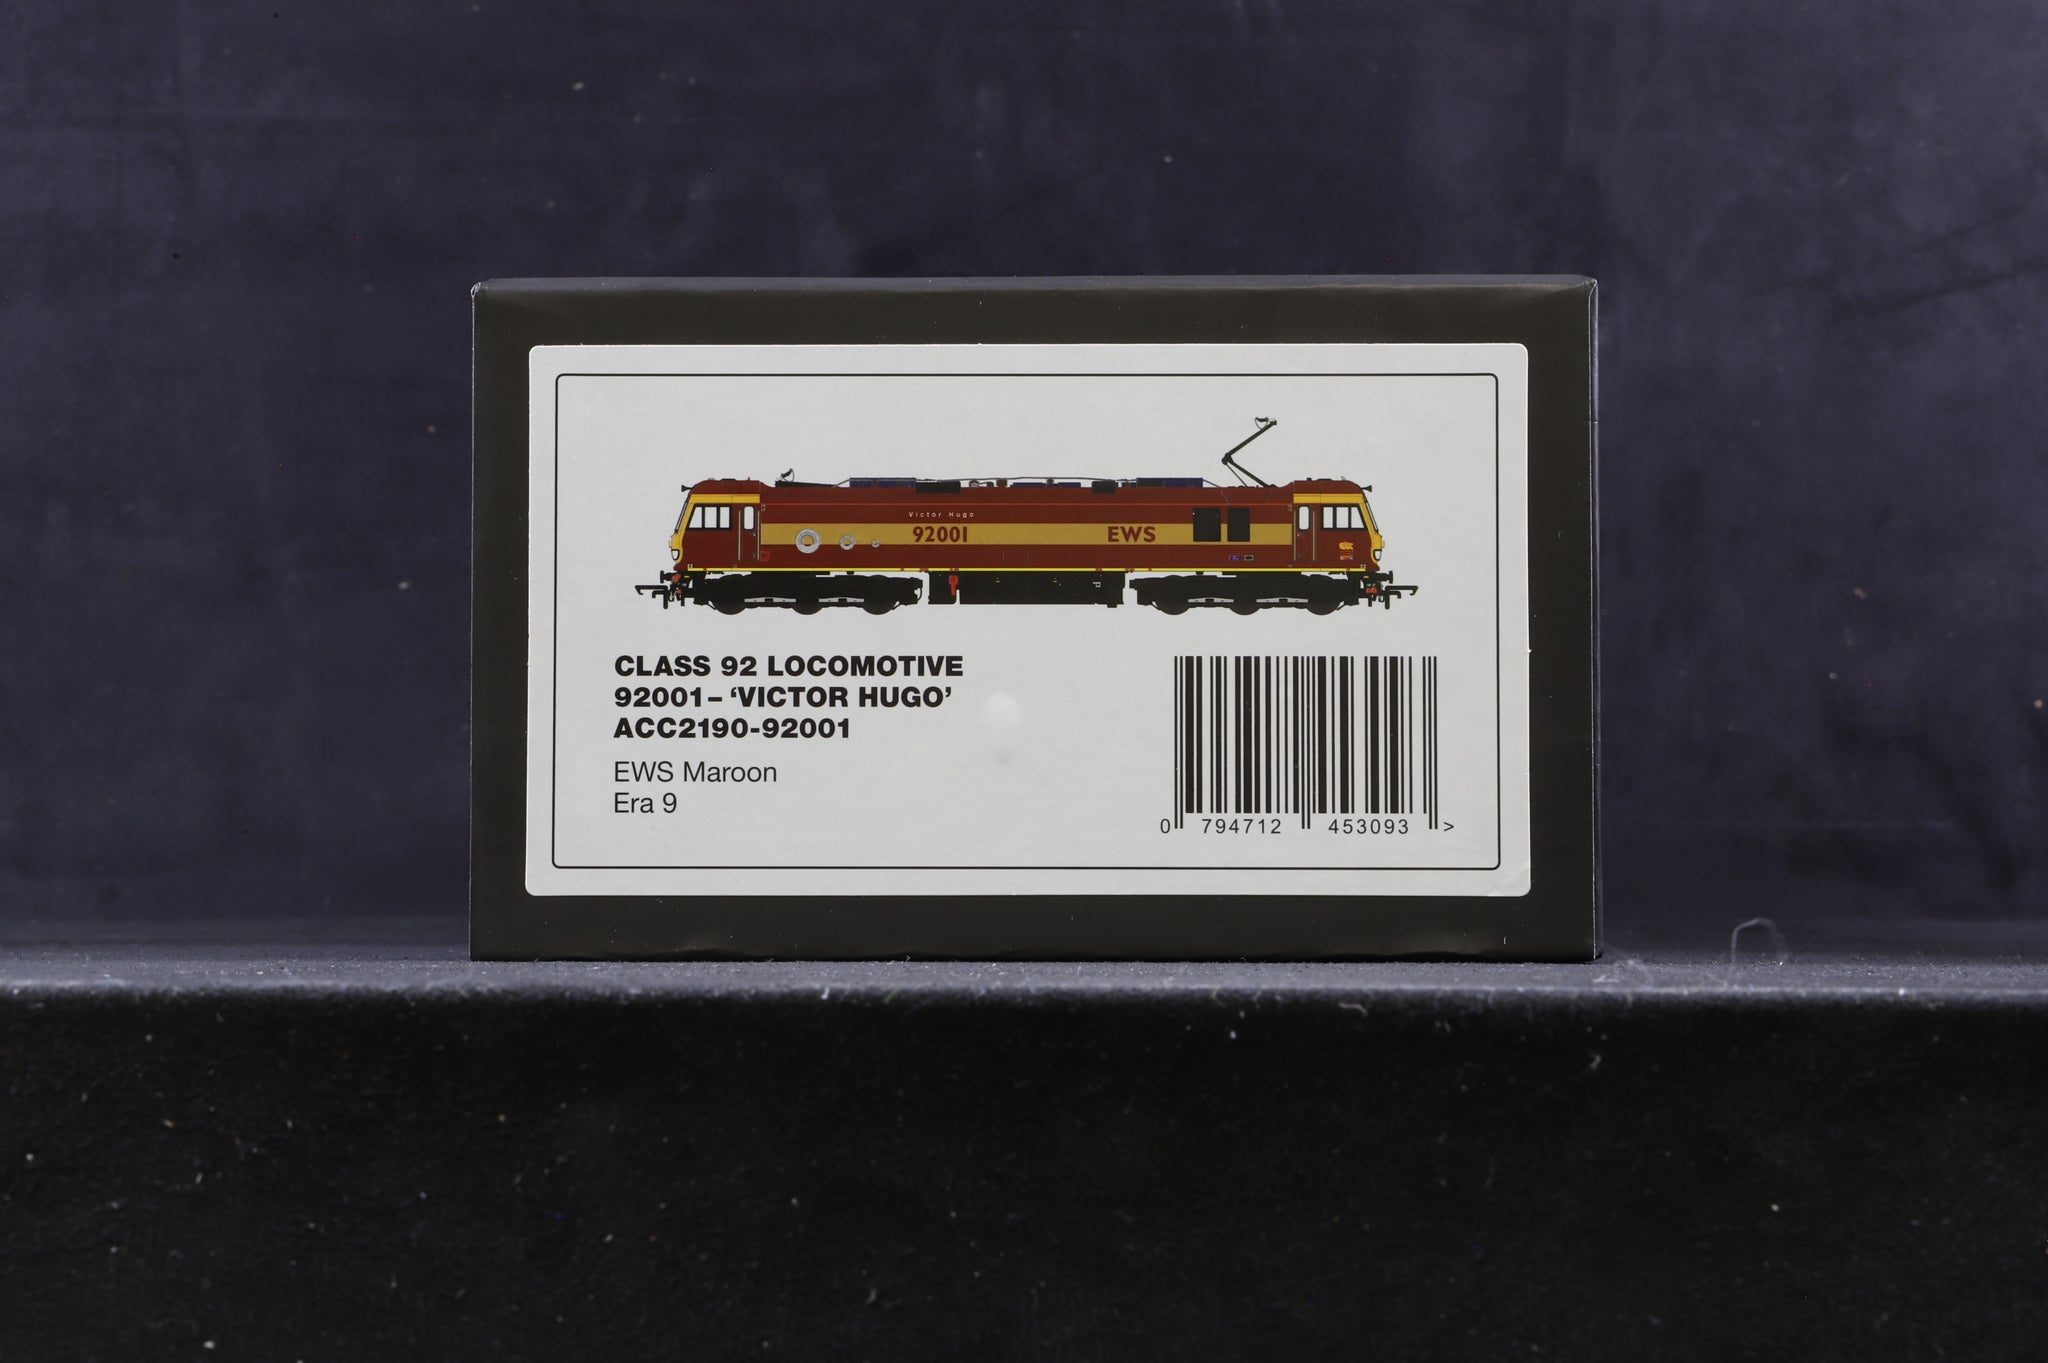 Victor Hugo
92001 EWS
CLASS 92 LOCOMOTIVE
92001 – ‘VICTOR HUGO’
ACC2190-92001
EWS Maroon
Era 9
0 794712 453093 >